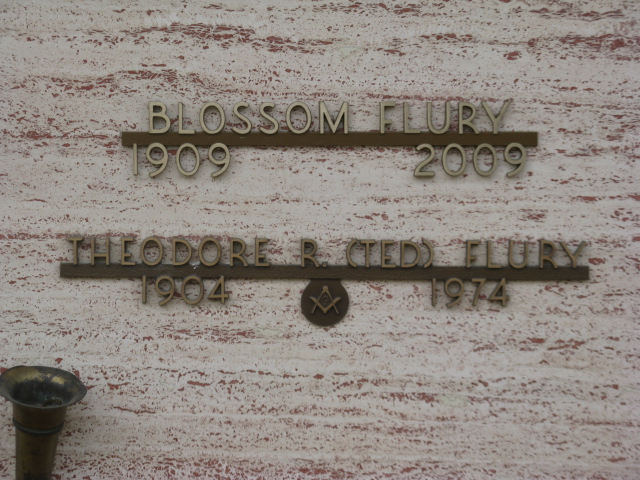 BLOSSOM FLURY
1909 2009
THEODORE R. (TED) FLURY
1904 1974